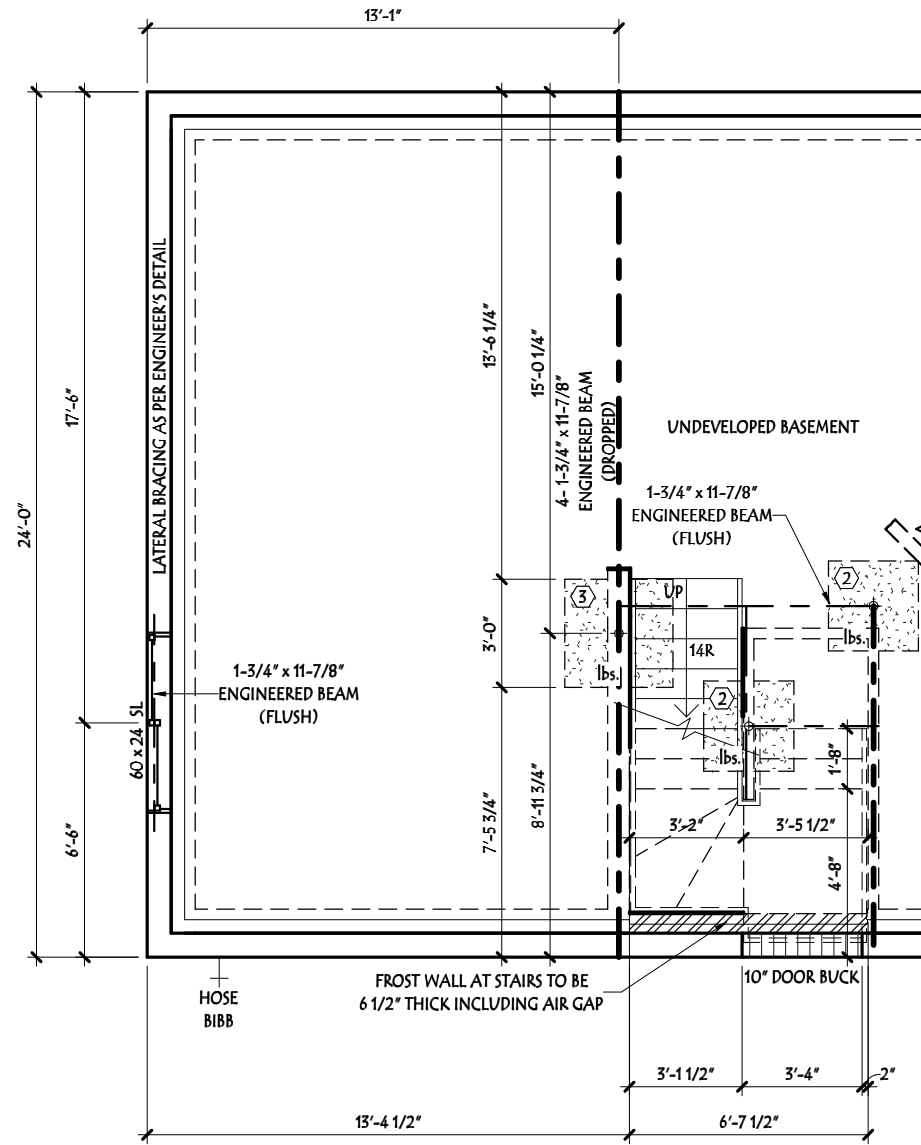 13'-1"
24'-0"
17'-6"
6'-6"
LATERAL BRACING AS PER ENGINEER'S DETAIL
13'-6 1/4"
15'-0 1/4"
4- 1-3/4" x 11-7/8"
ENGINEERED BEAM
(DROPPED)
UNDEVELOPED BASEMENT
1-3/4" x 11-7/8"
ENGINEERED BEAM
(FLUSH)
2
lbs.
3
UP
3'-0"
14R
lbs.
2
lbs.
1-3/4" x 11-7/8"
ENGINEERED BEAM
(FLUSH)
60 x 24 SL
1'-8"
7'-5 3/4"
8'-11 3/4"
3'-2"
3'-5 1/2"
4'-8"
HOSE
BIBB
FROST WALL AT STAIRS TO BE
6 1/2" THICK INCLUDING AIR GAP
10" DOOR BUCK
3'-1 1/2"
3'-4"
2"
13'-4 1/2"
6'-7 1/2"